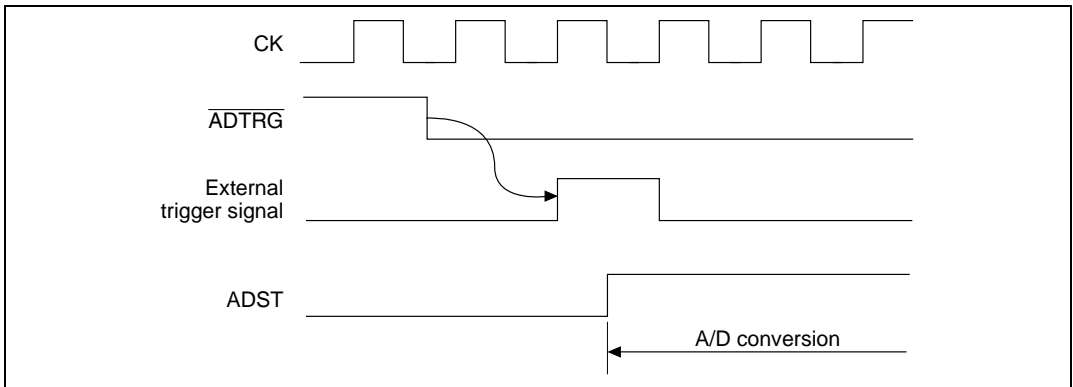 CK
ADTRG
External
trigger signal
ADST
A/D conversion